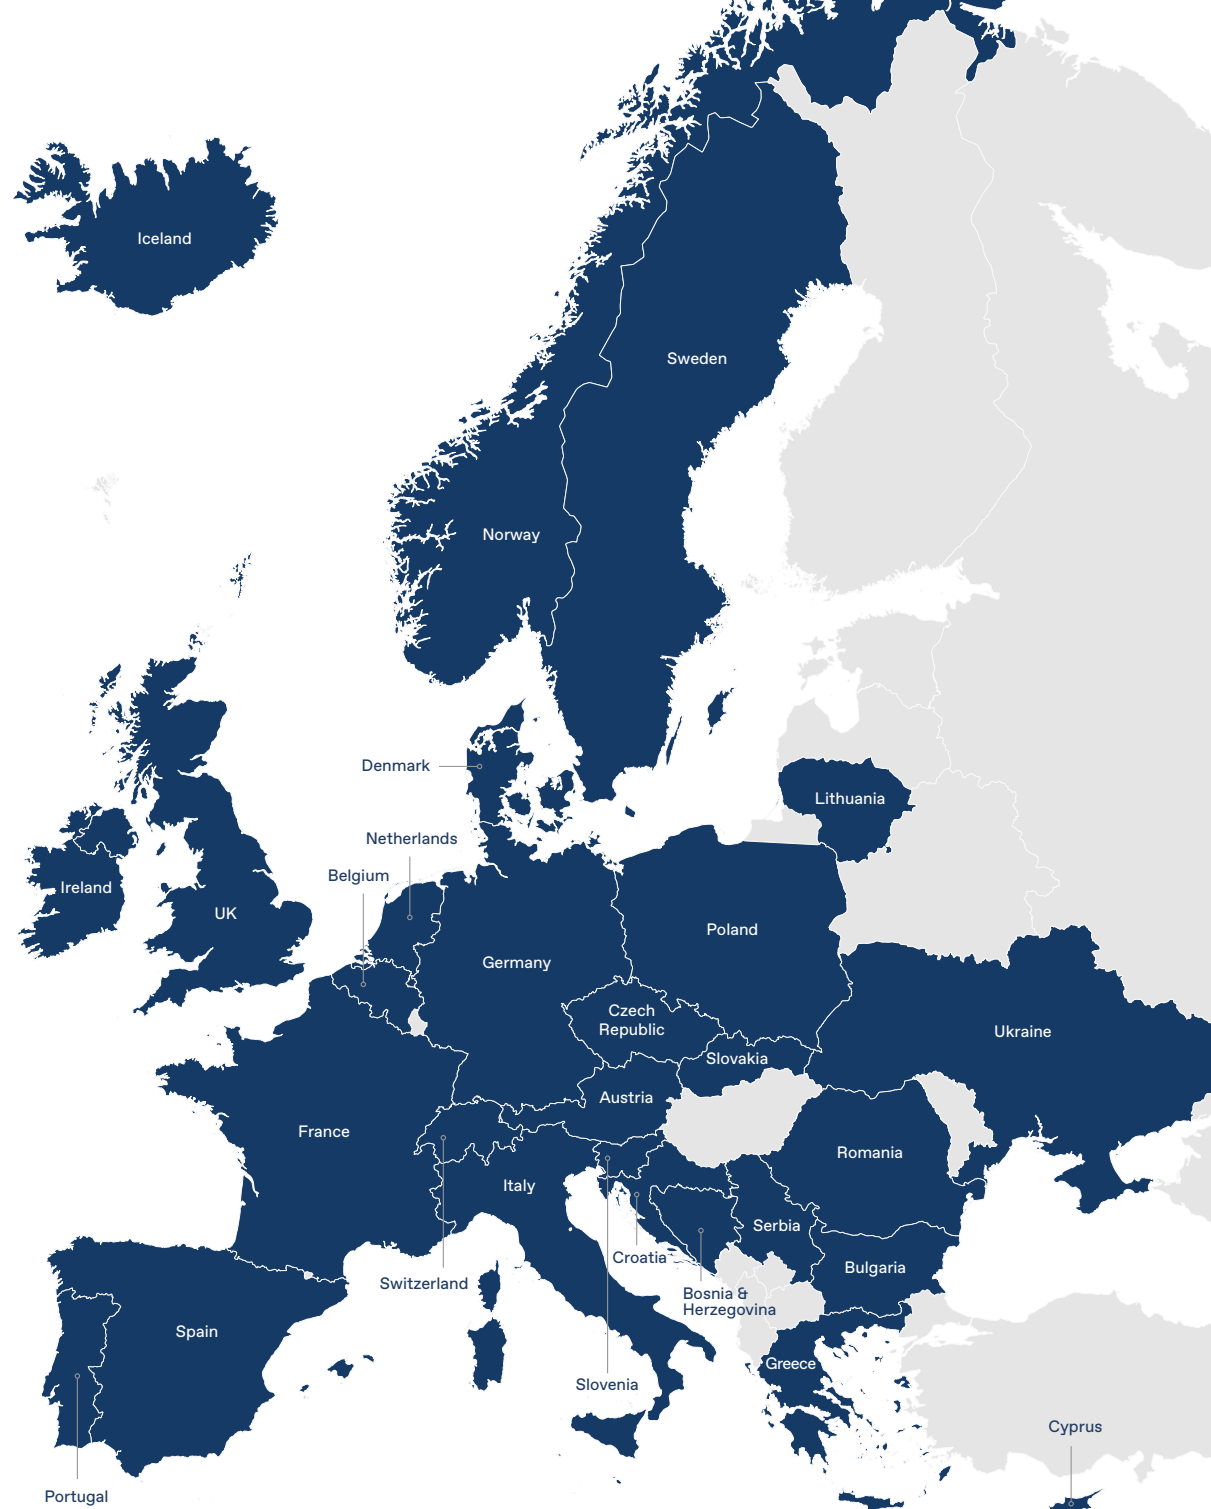 Iceland
Sweden
Norway
Denmark
Lithuania
Netherlands
Belgium
Ireland
UK
Poland
Germany
Czech
Republic
Ukraine
Slovakia
Austria
France
Romania
Italy
Serbia
Croatia
Bulgaria
Switzerland
Bosnia &
Herzegovina
Spain
Greece
Slovenia
Cyprus
Portugal